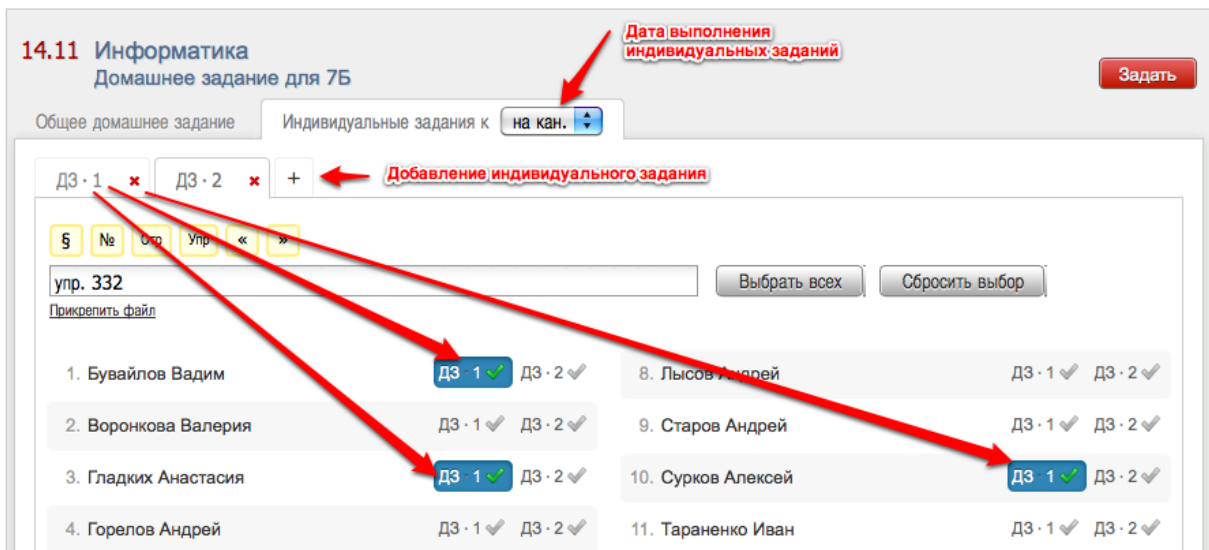 14.11 Информатика
Домашнее задание для 7Б
Дата выполнения
индивидуальных заданий
Задать
Общее домашнее задание
Индивидуальные задания к на кан.
ДЗ · 1 ДЗ · 2 +
Добавление индивидуального задания
§ № Стр Упр « »
упр. 332
Выбрать всех
Сбросить выбор
Прикрепить файл
1. Бувайлов Вадим ДЗ · 1 ДЗ · 2
8. Лысов Андрей ДЗ · 1 ДЗ · 2
2. Воронкова Валерия ДЗ · 1 ДЗ · 2
9. Старов Андрей ДЗ · 1 ДЗ · 2
3. Гладких Анастасия ДЗ · 1 ДЗ · 2
10. Сурков Алексей ДЗ · 1 ДЗ · 2
4. Горелов Андрей ДЗ · 1 ДЗ · 2
11. Тараненко Иван ДЗ · 1 ДЗ · 2